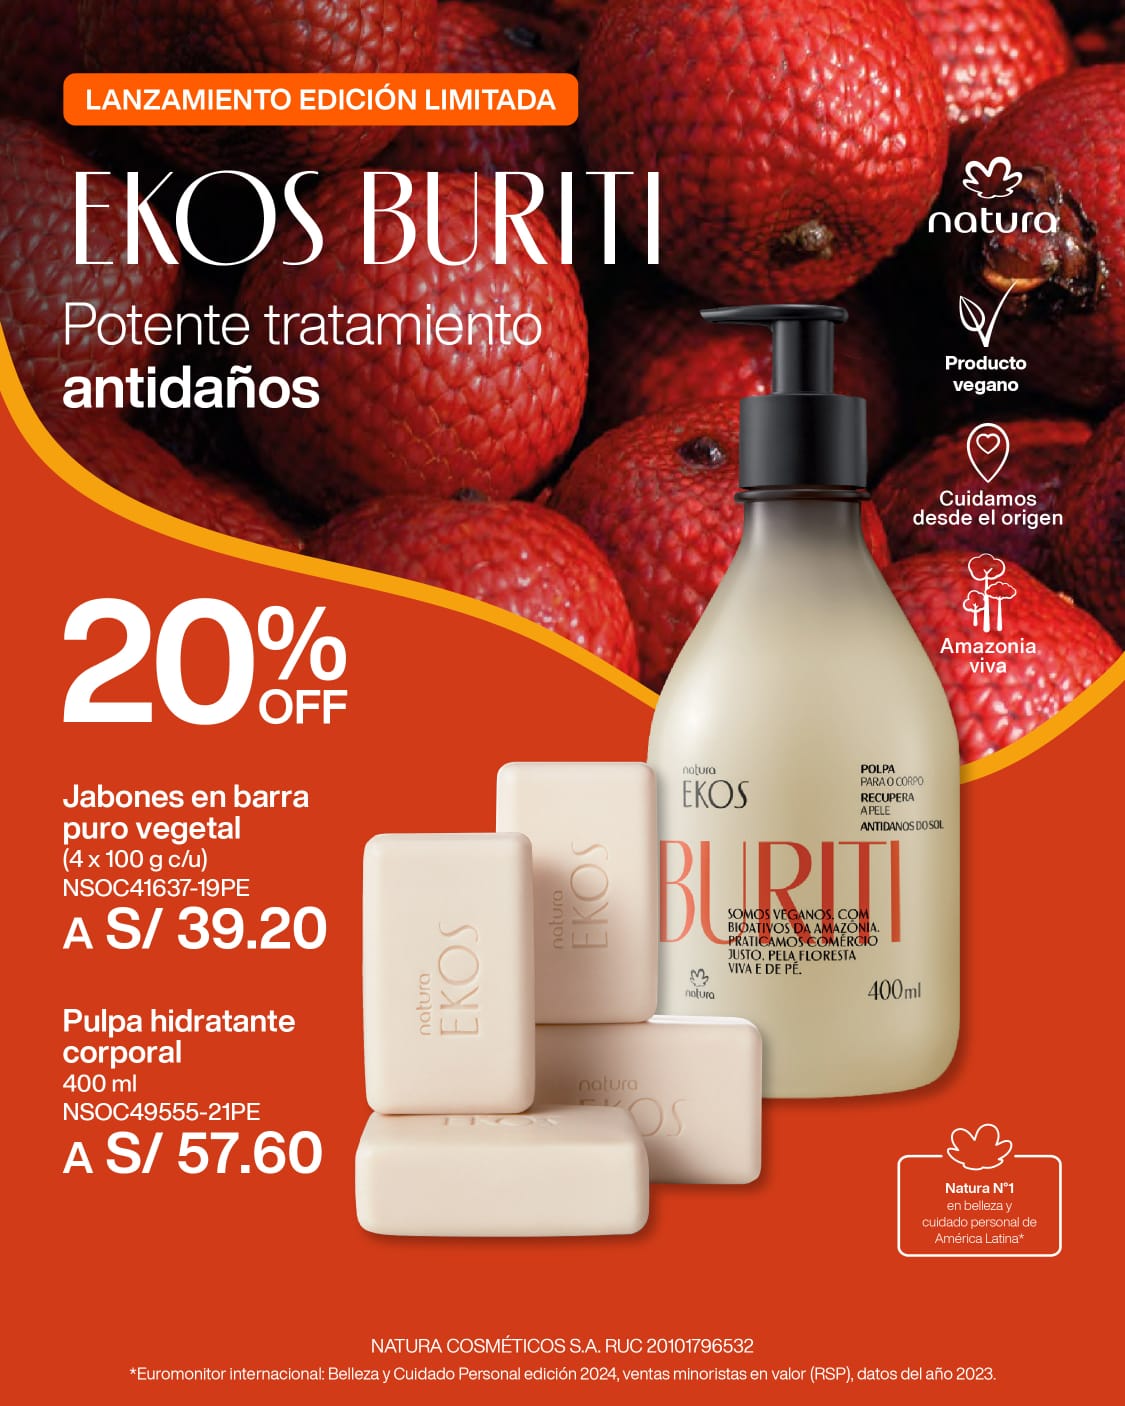 LANZAMIENTO EDICIÓN LIMITADA
EKOS BURITI
Potente tratamiento
antidaños
natura
Producto
vegano
Cuidamos
desde el origen
Amazonia
viva
20% OFF
Jabones en barra
puro vegetal
(4 x 100 g c/u)
NSOC41637-19PE
A S/ 39.20
Pulpa hidratante
corporal
400 ml
NSOC49555-21PE
A S/ 57.60
natura
EKOS
natura
EKOS
natura
EKOS
EKOS
natura
EKOS
POLPA
PARA O CORPO
RECUPERA
A PELE
ANTIDANOS DO SOL
BURITI
SOMOS VEGANOS, COM
BIOATIVOS DA AMAZÔNIA.
PRATICAMOS COMÉRCIO
JUSTO, PELA FLORESTA
VIVA E DE PÉ.
natura
400ml
Natura N°1
en belleza y
cuidado personal de
América Latina*
NATURA COSMÉTICOS S.A. RUC 20101796532
*Euromonitor internacional: Belleza y Cuidado Personal edición 2024, ventas minoristas en valor (RSP), datos del año 2023.